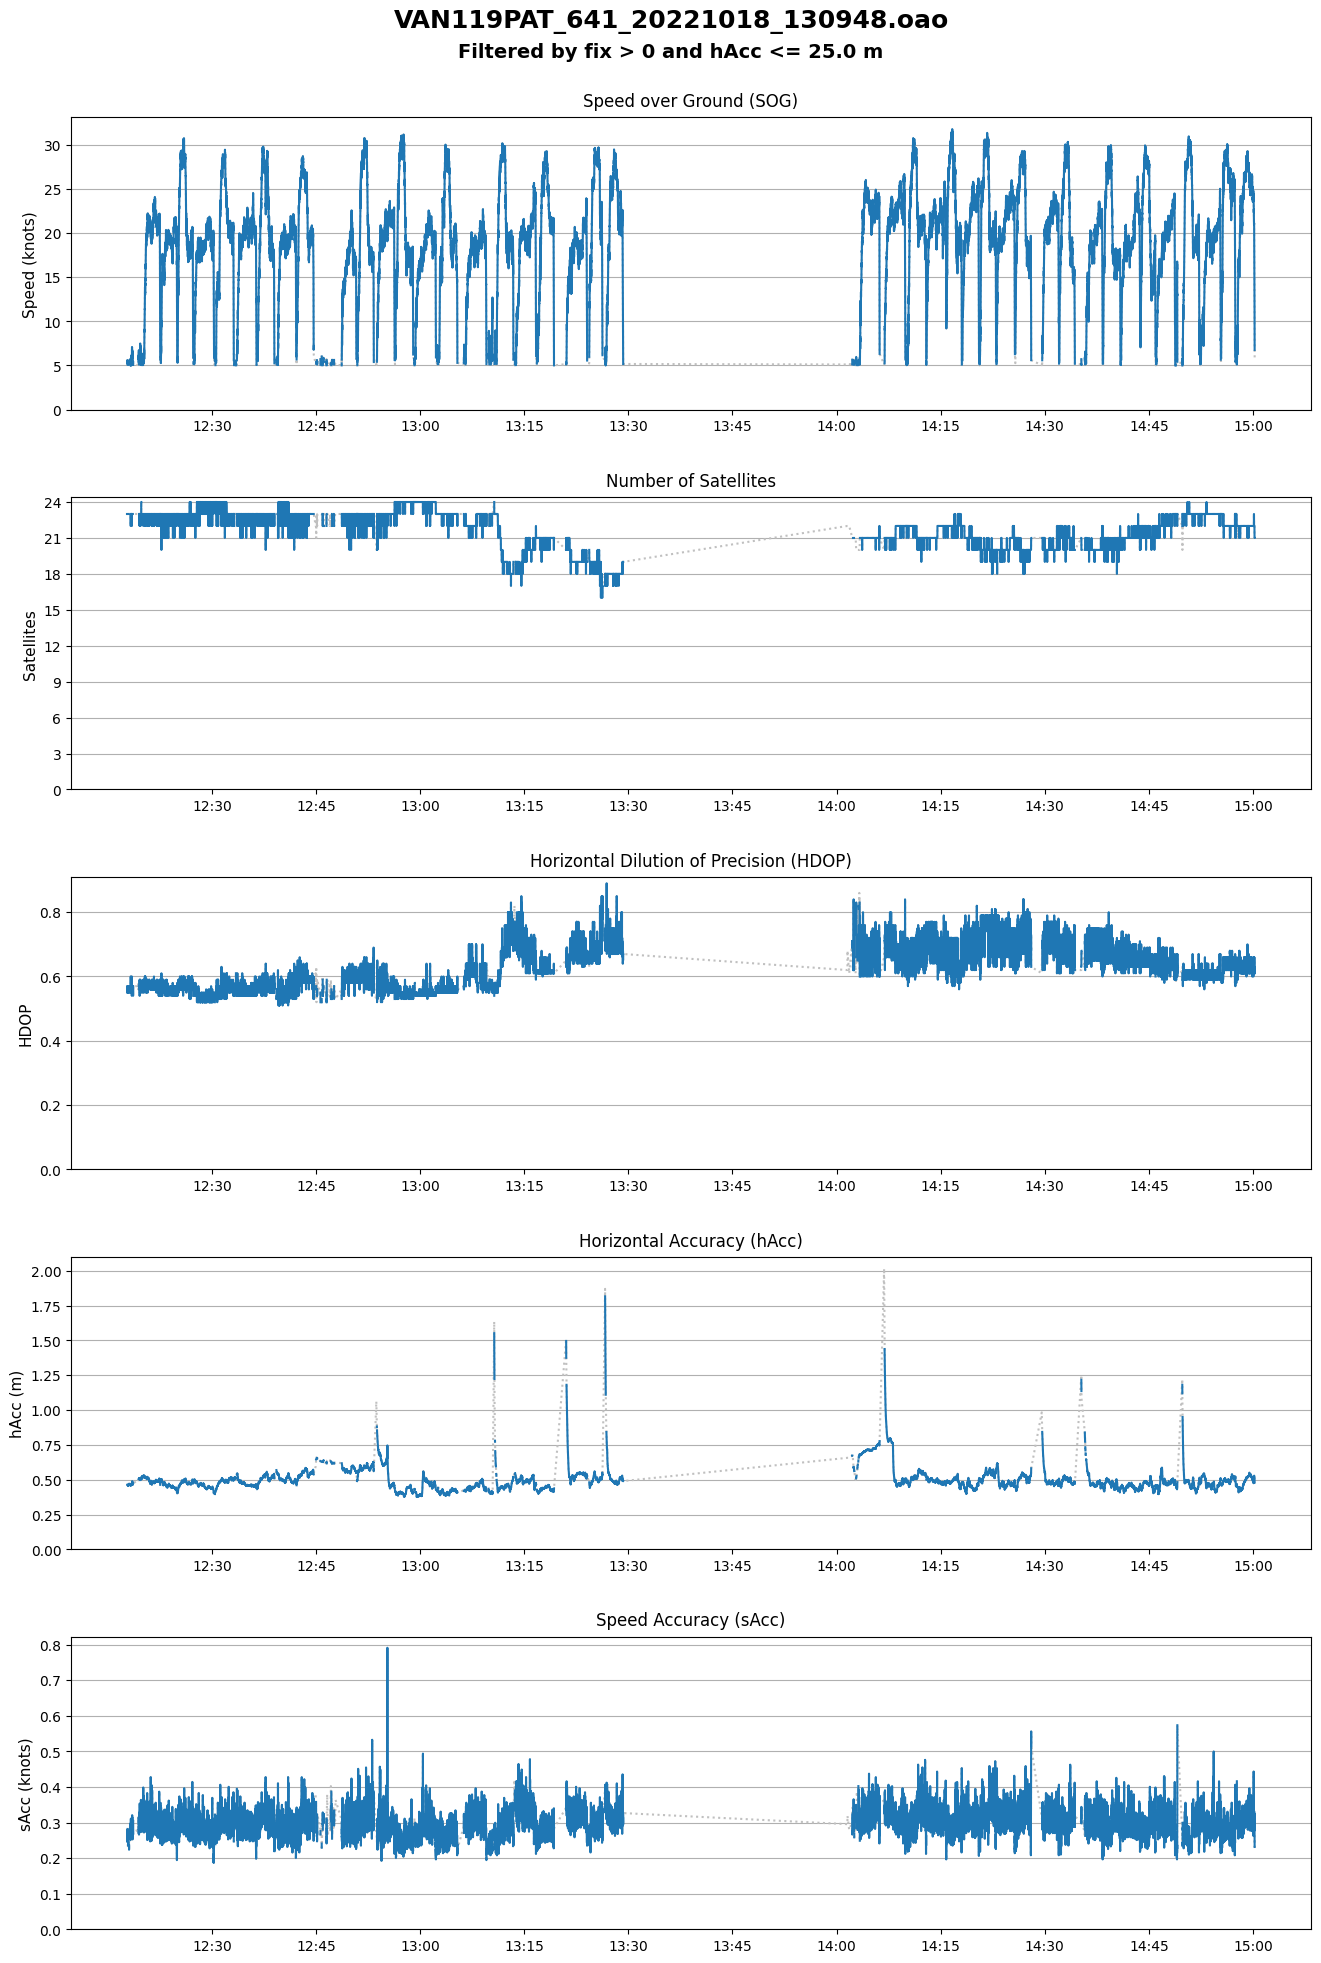 VAN119PAT_641_20221018_130948.oao
Filtered by fix > 0 and hAcc <= 25.0 m
Speed over Ground (SOG)
Speed (knots)
30
25
20
15
10
5
0
12:30 12:45 13:00 13:15 13:30 13:45 14:00 14:15 14:30 14:45 15:00
Number of Satellites
Satellites
24
21
18
15
12
9
6
3
0
12:30 12:45 13:00 13:15 13:30 13:45 14:00 14:15 14:30 14:45 15:00
Horizontal Dilution of Precision (HDOP)
HDOP
0.8
0.6
0.4
0.2
0.0
12:30 12:45 13:00 13:15 13:30 13:45 14:00 14:15 14:30 14:45 15:00
Horizontal Accuracy (hAcc)
hAcc (m)
2.00
1.75
1.50
1.25
1.00
0.75
0.50
0.25
0.00
12:30 12:45 13:00 13:15 13:30 13:45 14:00 14:15 14:30 14:45 15:00
Speed Accuracy (sAcc)
sAcc (knots)
0.8
0.7
0.6
0.5
0.4
0.3
0.2
0.1
0.0
12:30 12:45 13:00 13:15 13:30 13:45 14:00 14:15 14:30 14:45 15:00